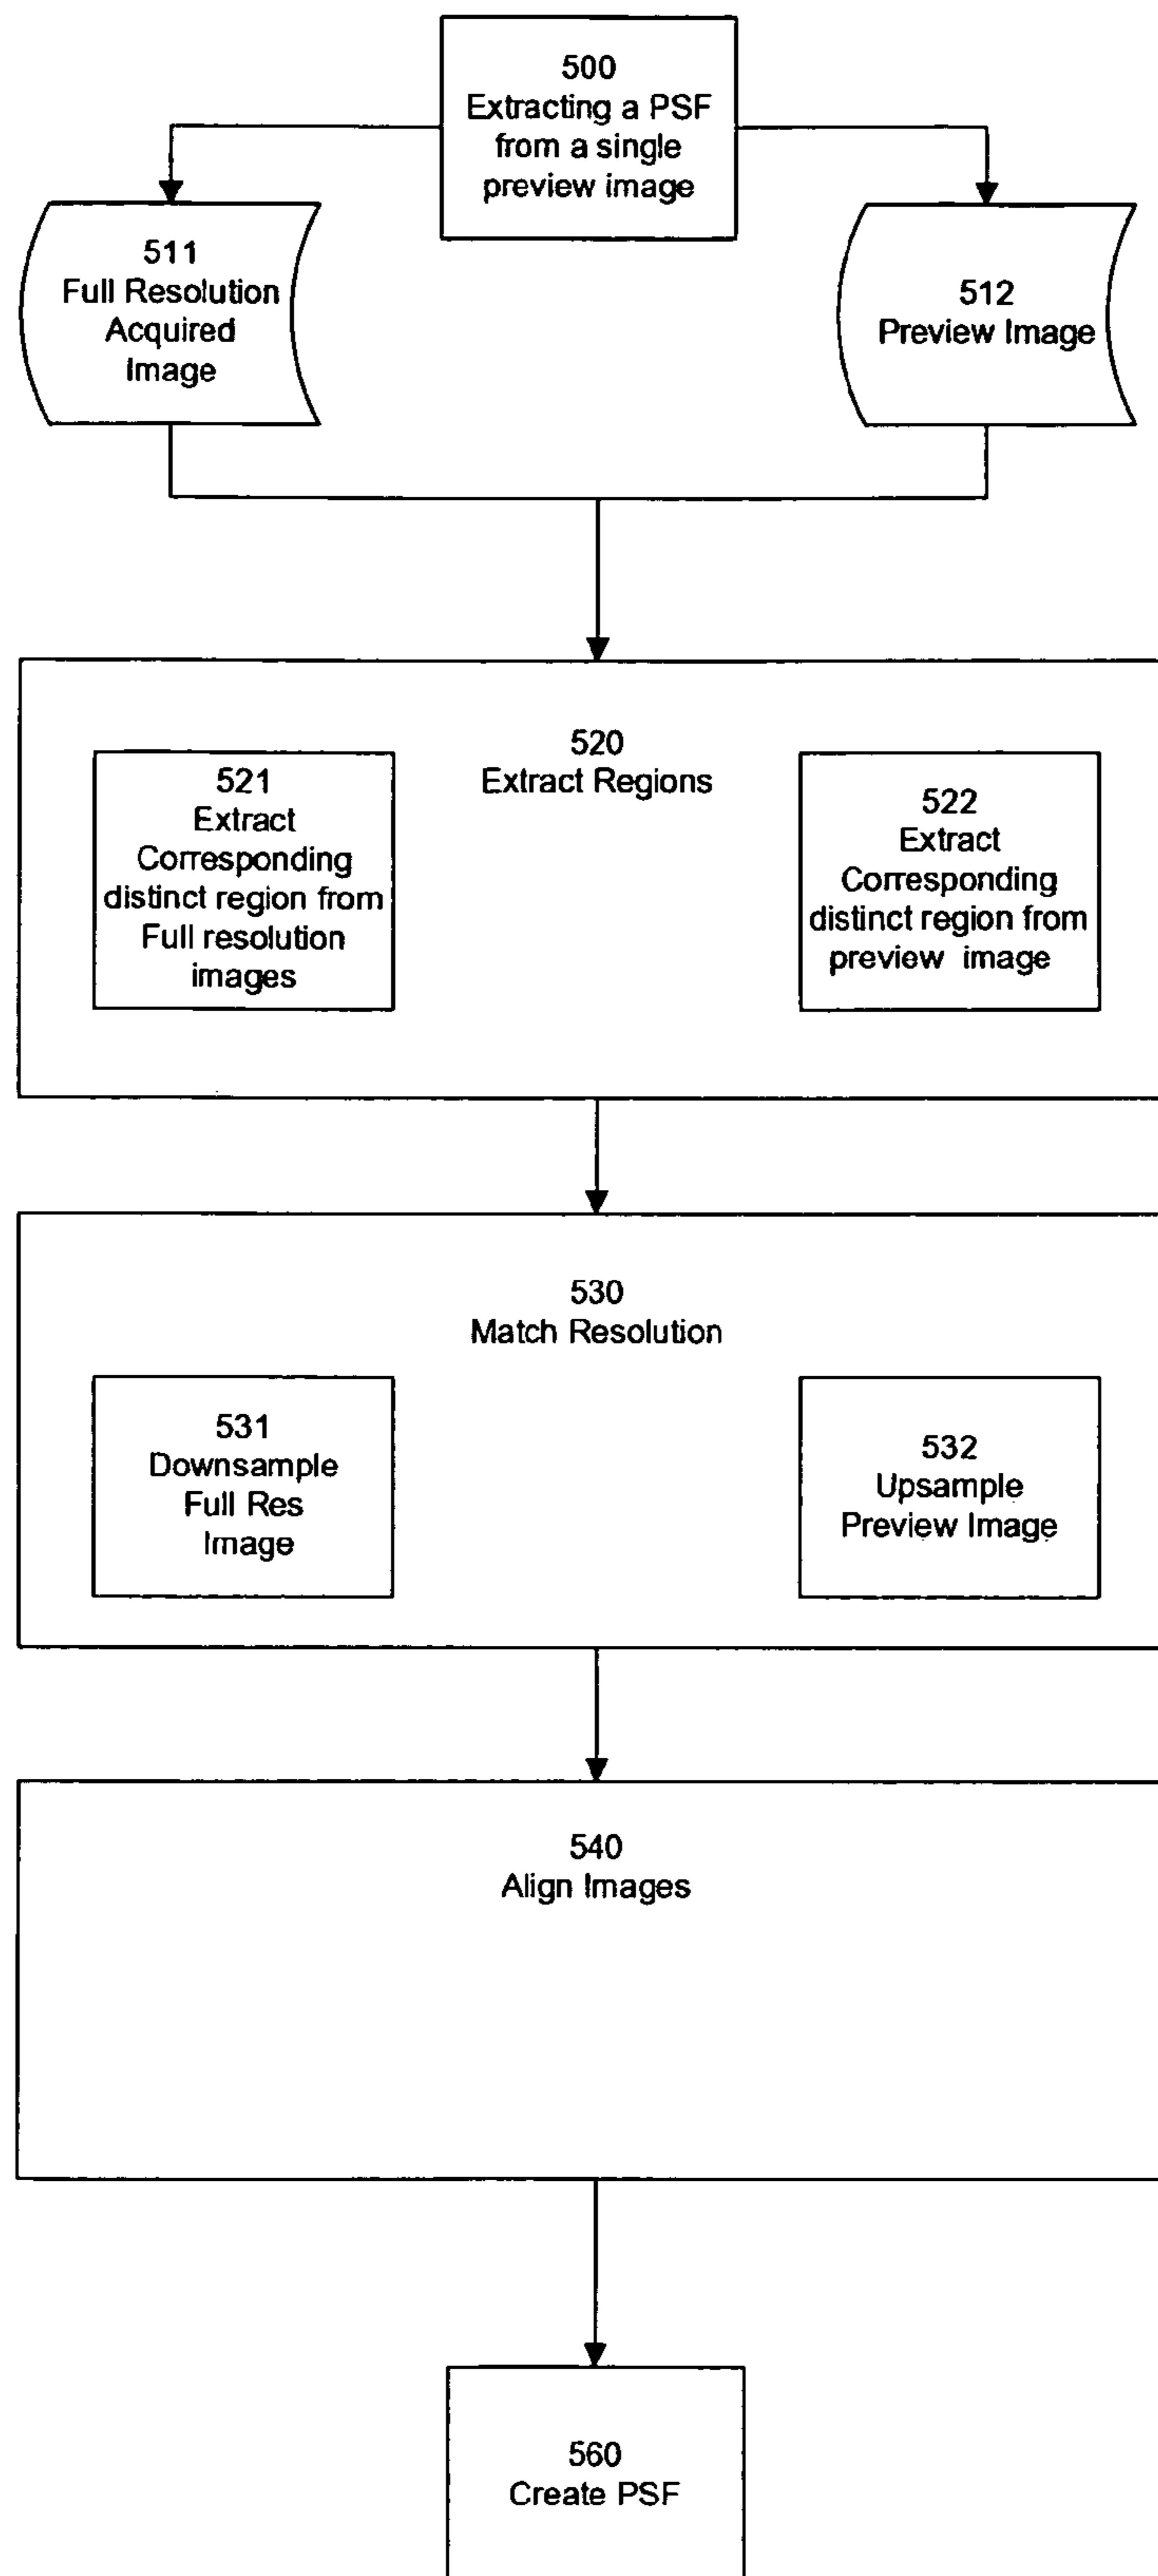 500
Extracting a PSF
from a single
preview image
511
Full Resolution
Acquired
Image
512
Preview Image
520
Extract Regions
521
Extract
Corresponding
distinct region from
Full resolution
images
522
Extract
Corresponding
distinct region from
preview image
530
Match Resolution
531
Downsample
Full Res
Image
532
Upsample
Preview Image
540
Align Images
560
Create PSF